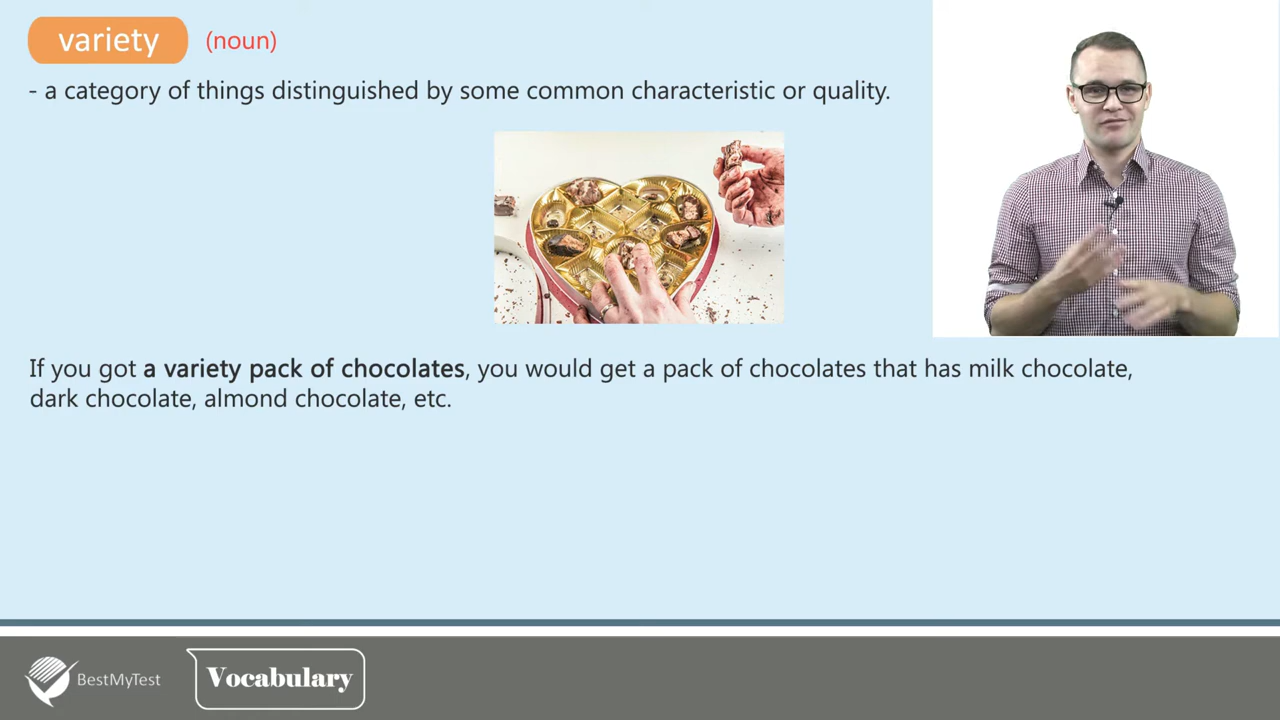 variety (noun)
- a category of things distinguished by some common characteristic or quality.
If you got a variety pack of chocolates, you would get a pack of chocolates that has milk chocolate,
dark chocolate, almond chocolate, etc.
BestMyTest Vocabulary